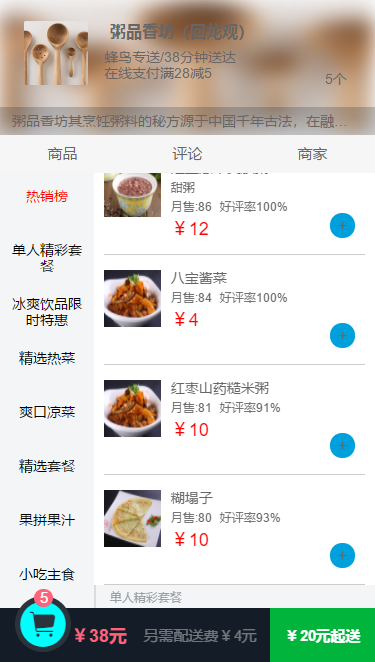 粥品香坊（回龙观）
蜂鸟专送/38分钟送达
在线支付满28减5
5个
粥品香坊其烹饪粥料的秘方源于中国千年古法，在融...
商品
评论
商家
热销榜
单人精彩套
餐
冰爽饮品限
时特惠
精选热菜
爽口凉菜
精选套餐
果拼果汁
小吃主食
甜粥
月售:86 好评率100%
￥12
+
八宝酱菜
月售:84 好评率100%
￥4
+
红枣山药糙米粥
月售:81 好评率91%
￥10
+
糊塌子
月售:80 好评率93%
￥10
+
单人精彩套餐
5
￥38元
另需配送费￥4元
￥20元起送